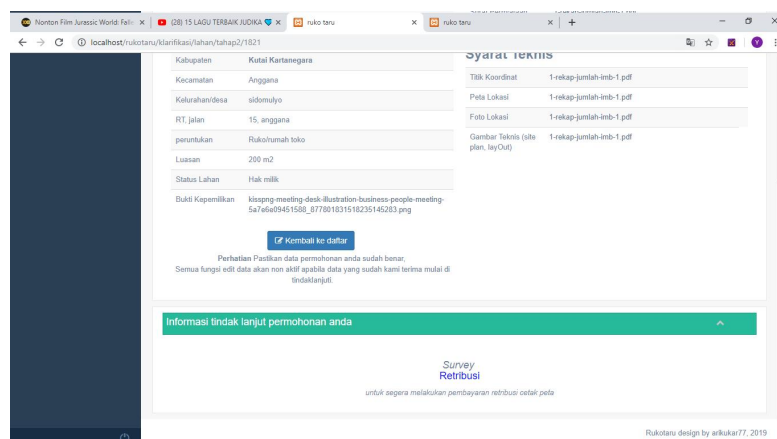 Nonton Film Jurassic World: Falle
(28) 15 LAGU TERBAIK JUDIKA
ruko taru
ruko taru
localhost/rukotaru/klarifikasi/lahan/tahap2/1821
Kabupaten Kutai Kartanegara
Kecamatan Anggana
Kelurahan/desa sidomulyo
RT, jalan 15, anggana
peruntukan Ruko/rumah toko
Luasan 200 m2
Status Lahan Hak milik
Bukti Kepemilikan kisspng-meeting-desk-illustration-business-people-meeting-
5a7e6e09451588_8778018315182351452​83.png
Kembali ke daftar
Perhatian Pastikan data permohonan anda sudah benar,
Semua fungsi edit data akan non aktif apabila data yang sudah kami terima mulai di
tindaklanjuti.
Syarat Teknis
Titik Koordinat 1-rekap-jumlah-imb-1.pdf
Peta Lokasi 1-rekap-jumlah-imb-1.pdf
Foto Lokasi 1-rekap-jumlah-imb-1.pdf
Gambar Teknis (site 1-rekap-jumlah-imb-1.pdf
plan, layOut)
Informasi tindak lanjut permohonan anda
Survey
Retribusi
untuk segera melakukan pembayaran retribusi cetak peta
Rukotaru design by arikukar77, 2019